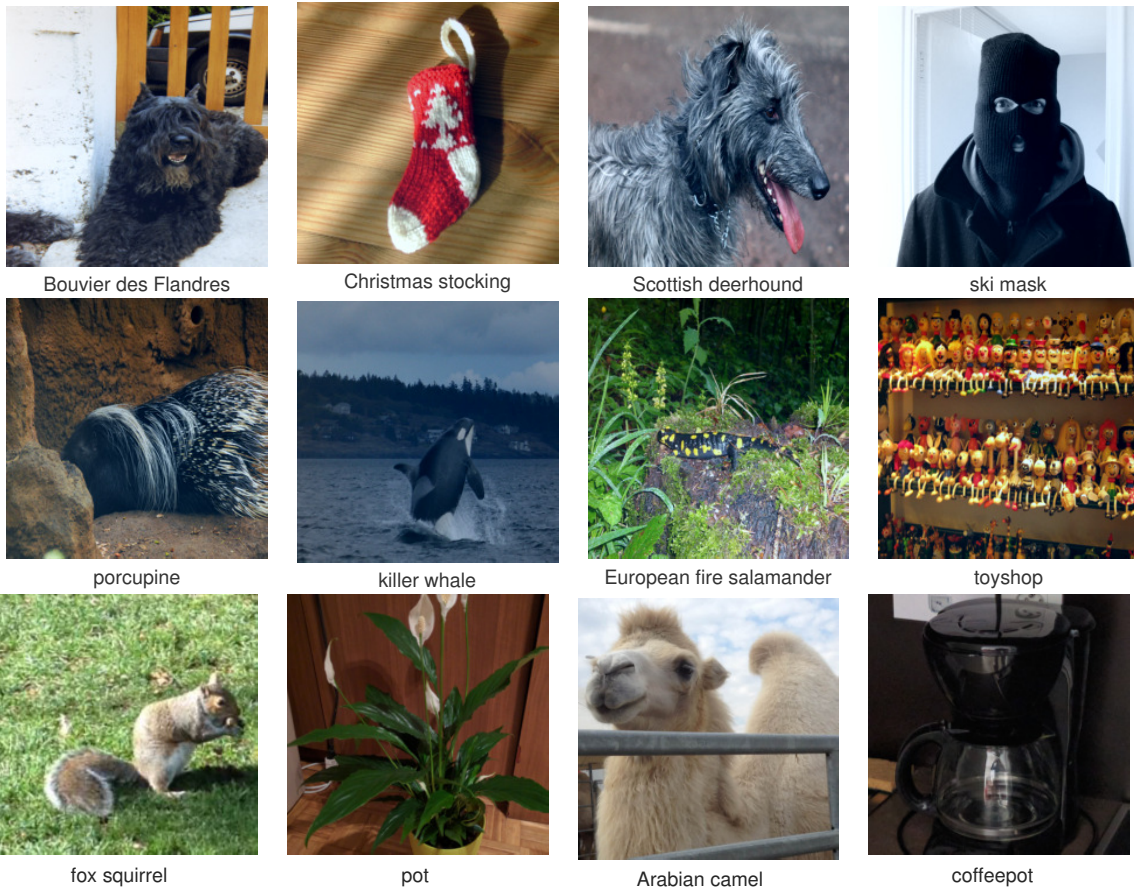 Bouvier des Flandres
Christmas stocking
Scottish deerhound
ski mask
porcupine
killer whale
European fire salamander
toyshop
fox squirrel
pot
Arabian camel
coffeepot